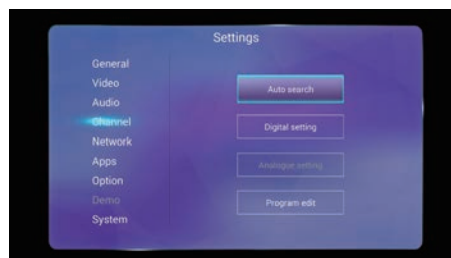 Settings
General
Video
Audio
Channel
Network
Apps
Option
Demo
System
Auto search
Digital setting
Analogue setting
Program edit